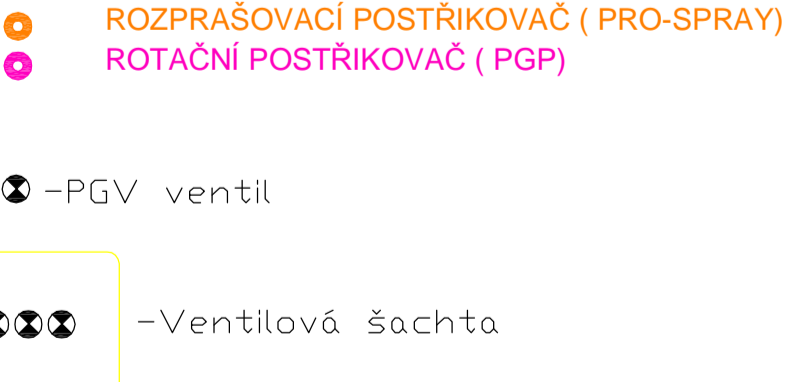 ROZPRAŠOVACÍ POSTŘIKOVAČ ( PRO-SPRAY)
ROTAČNÍ POSTŘIKOVAČ ( PGP)
-PGV ventil
-Ventilová šachta